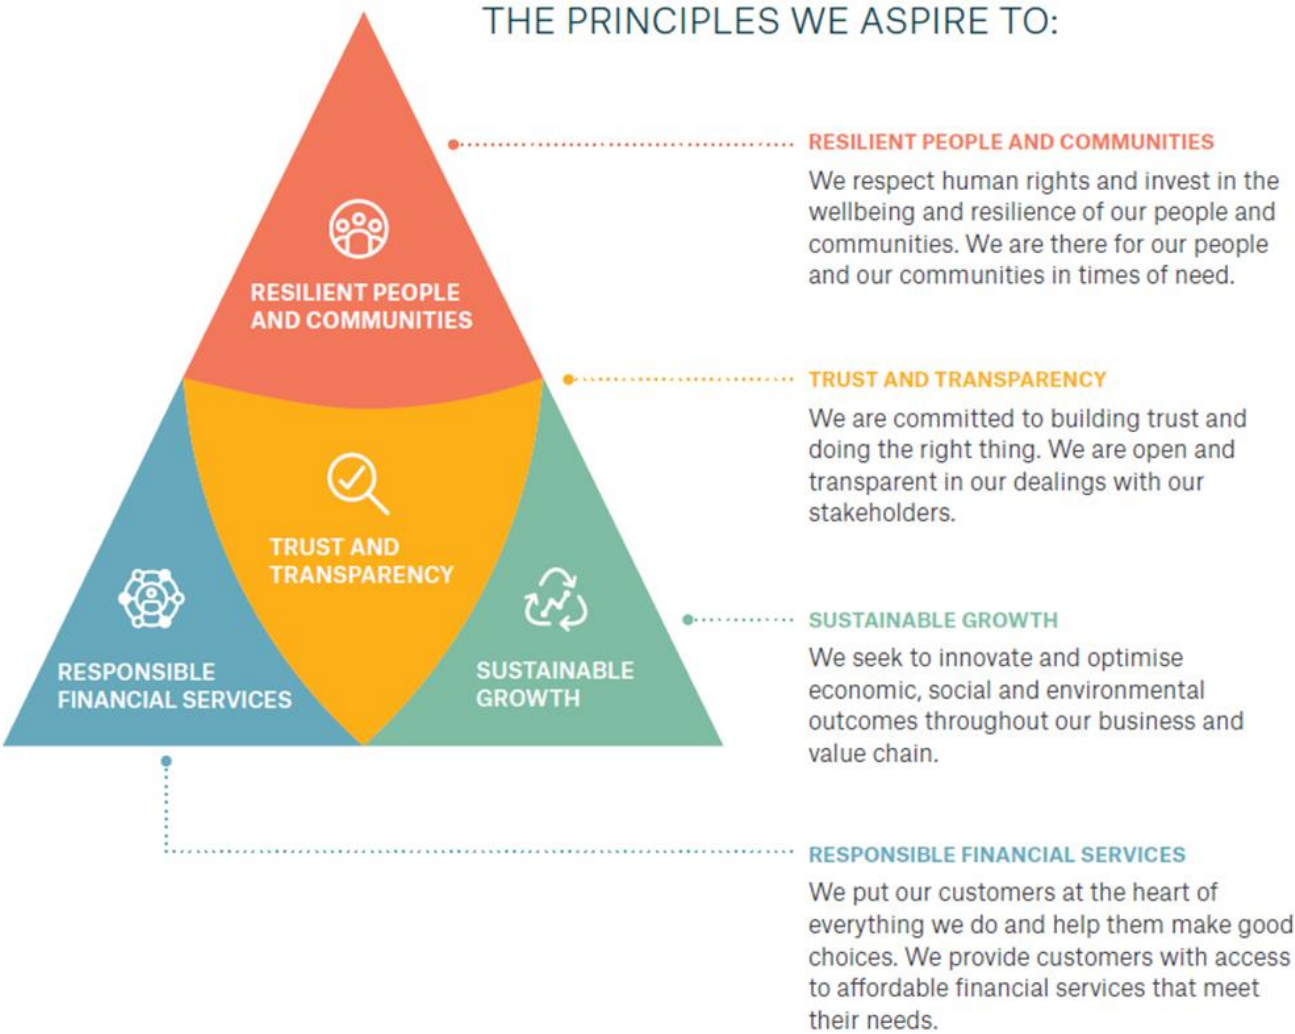 THE PRINCIPLES WE ASPIRE TO:
RESILIENT PEOPLE
AND COMMUNITIES
TRUST AND
TRANSPARENCY
RESPONSIBLE
FINANCIAL SERVICES
SUSTAINABLE
GROWTH
RESILIENT PEOPLE AND COMMUNITIES
We respect human rights and invest in the
wellbeing and resilience of our people and
communities. We are there for our people
and our communities in times of need.
TRUST AND TRANSPARENCY
We are committed to building trust and
doing the right thing. We are open and
transparent in our dealings with our
stakeholders.
SUSTAINABLE GROWTH
We seek to innovate and optimise
economic, social and environmental
outcomes throughout our business and
value chain.
RESPONSIBLE FINANCIAL SERVICES
We put our customers at the heart of
everything we do and help them make good
choices. We provide customers with access
to affordable financial services that meet
their needs.